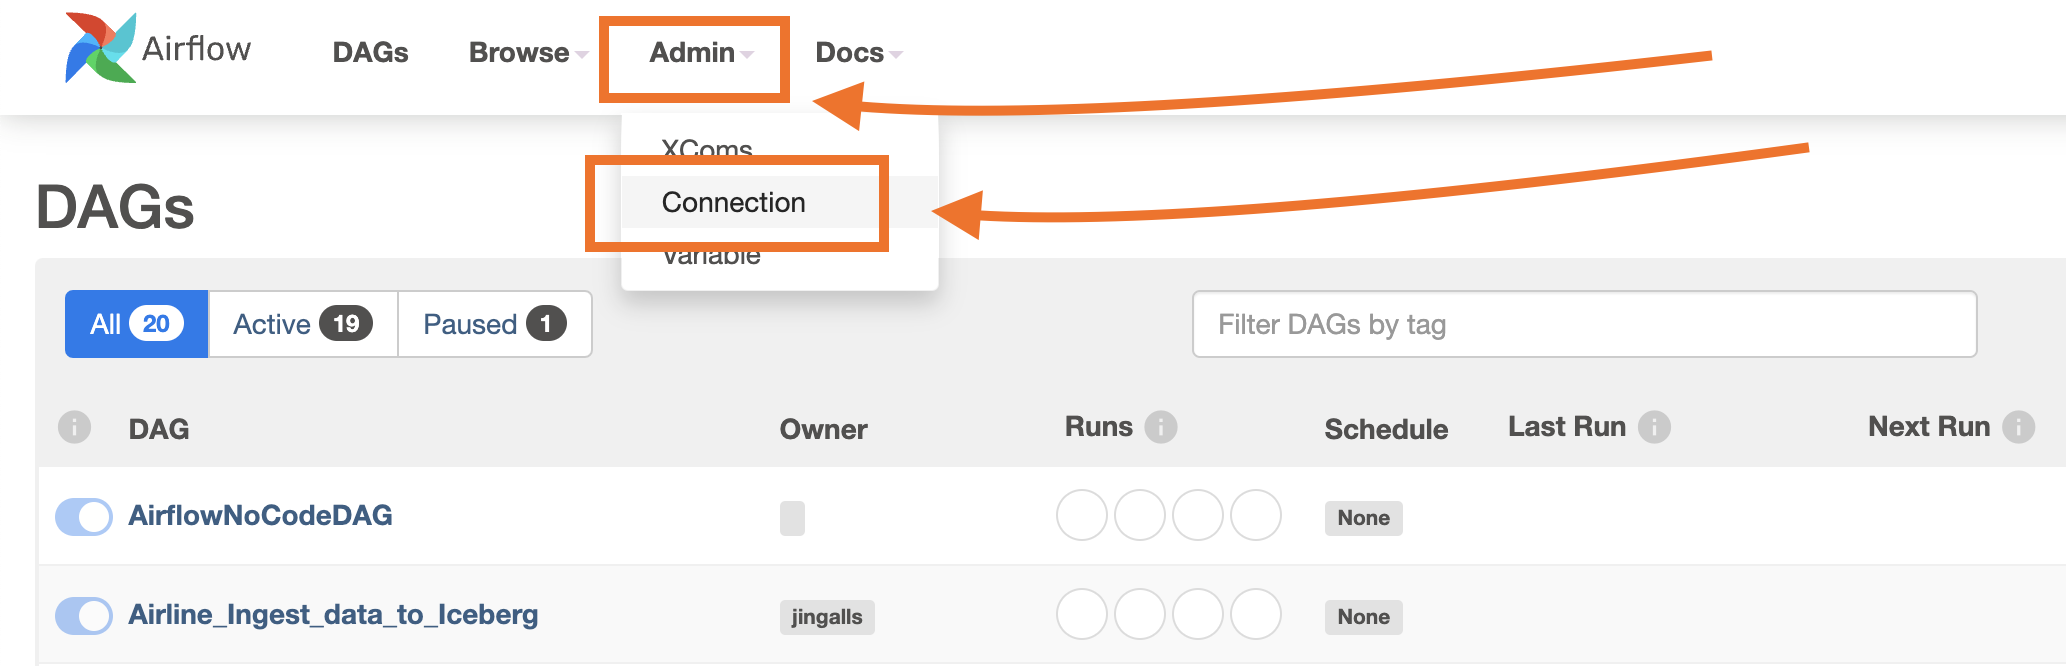 Airflow DAGs Browse Admin Docs
XComs
Connection
Variable
DAGs
All 20 Active 19 Paused 1 Filter DAGs by tag
DAG Owner Runs Schedule Last Run Next Run
AirflowNoCodeDAG None
Airline_Ingest_data_to_Iceberg jingalls None